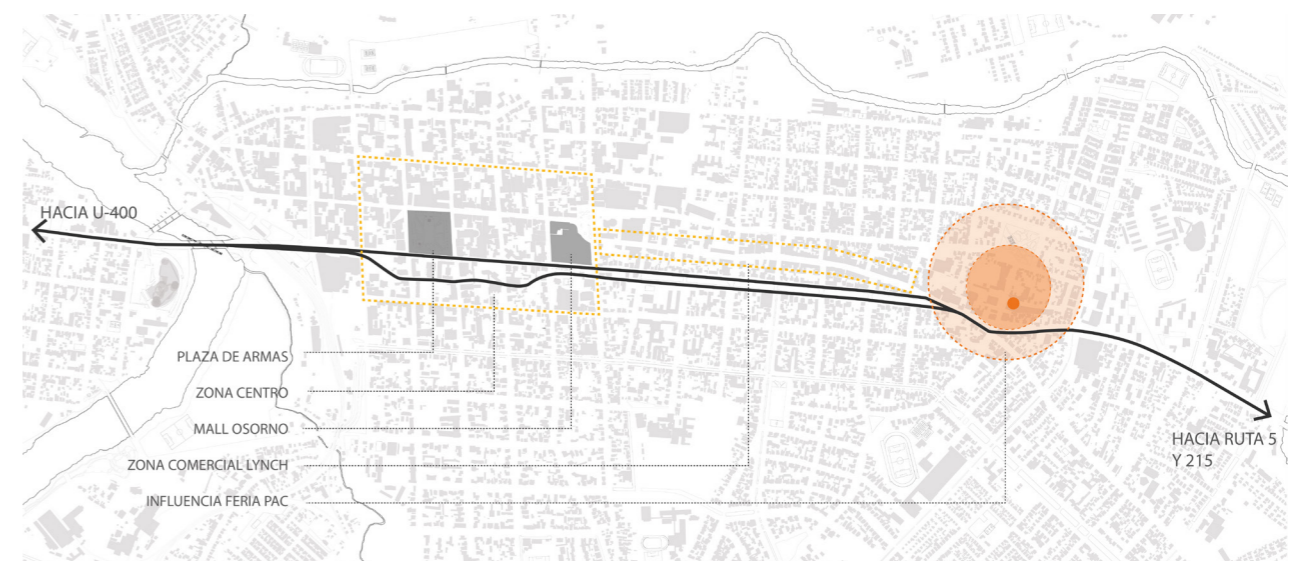 HACIA U-400
PLAZA DE ARMAS
ZONA CENTRO
MALL OSORNO
ZONA COMERCIAL LYNCH
INFLUENCIA FERIA PAC
HACIA RUTA 5
Y 215